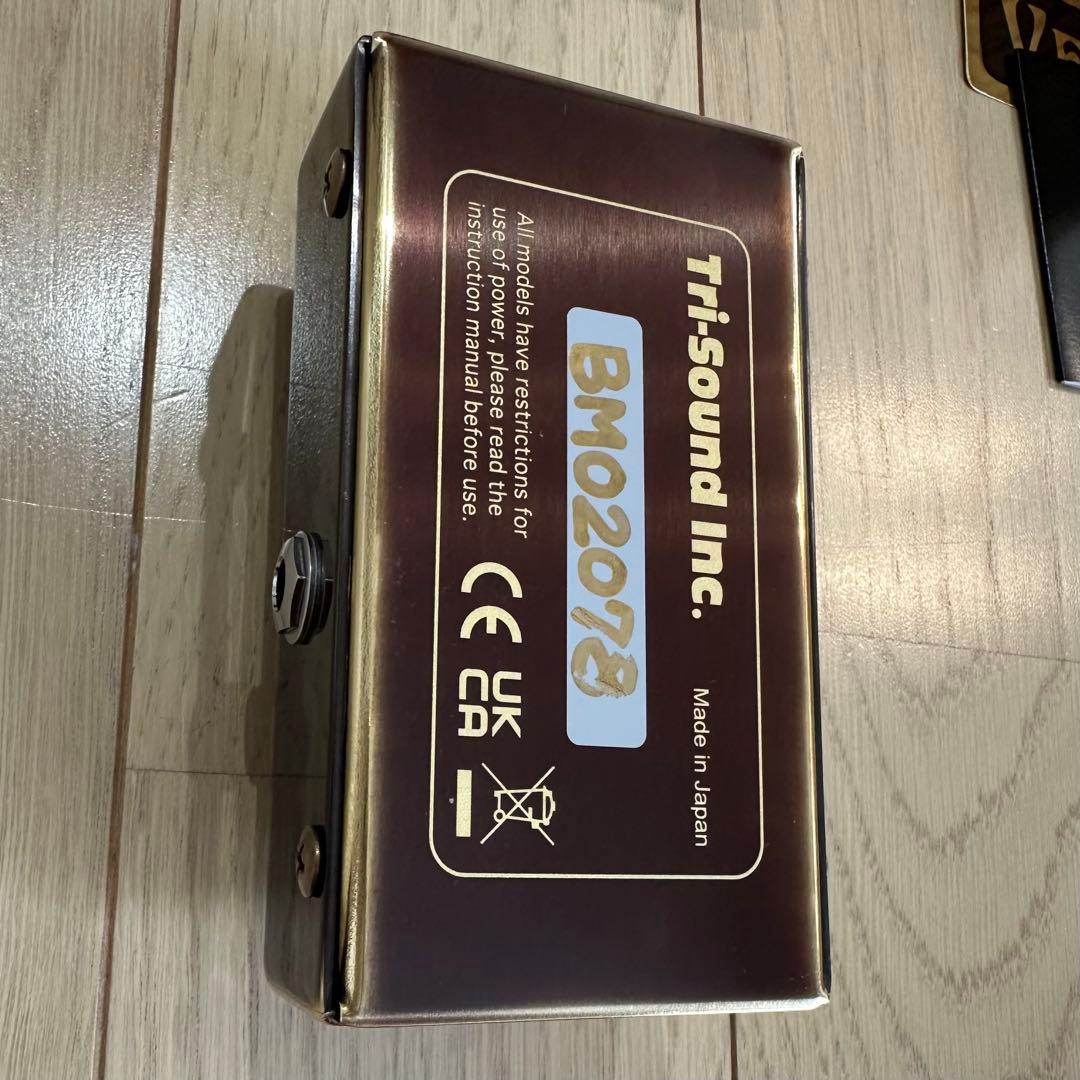 Tri-Sound Inc.
Made in Japan
BM02078
All models have restrictions for
use of power, please read the
instruction manual before use.
CE
UK
CA